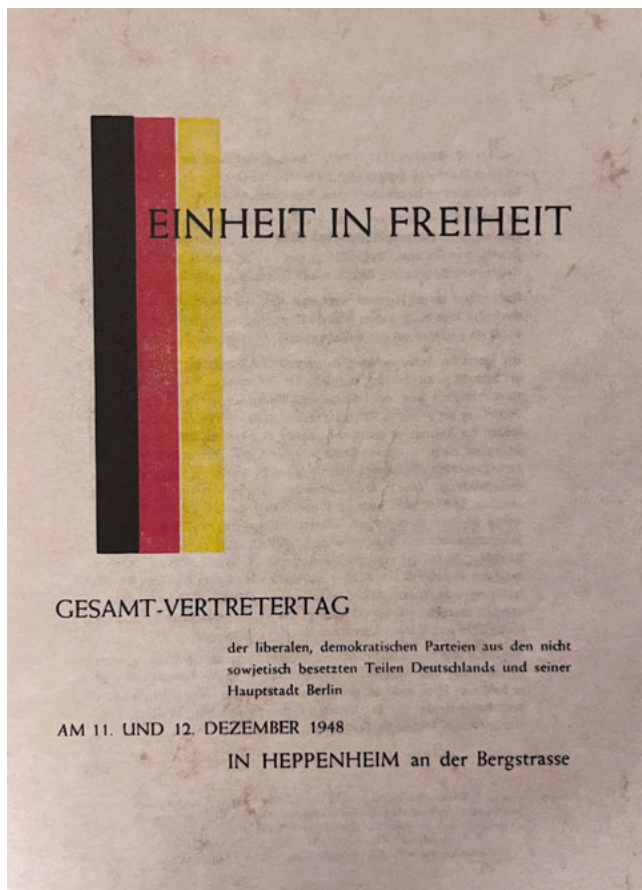 EINHEIT IN FREIHEIT
GESAMT-VERTRETERTAG
der liberalen, demokratischen Parteien aus den nicht
sowjetisch besetzten Teilen Deutschlands und seiner
Hauptstadt Berlin
AM 11. UND 12. DEZEMBER 1948
IN HEPPENHEIM an der Bergstrasse